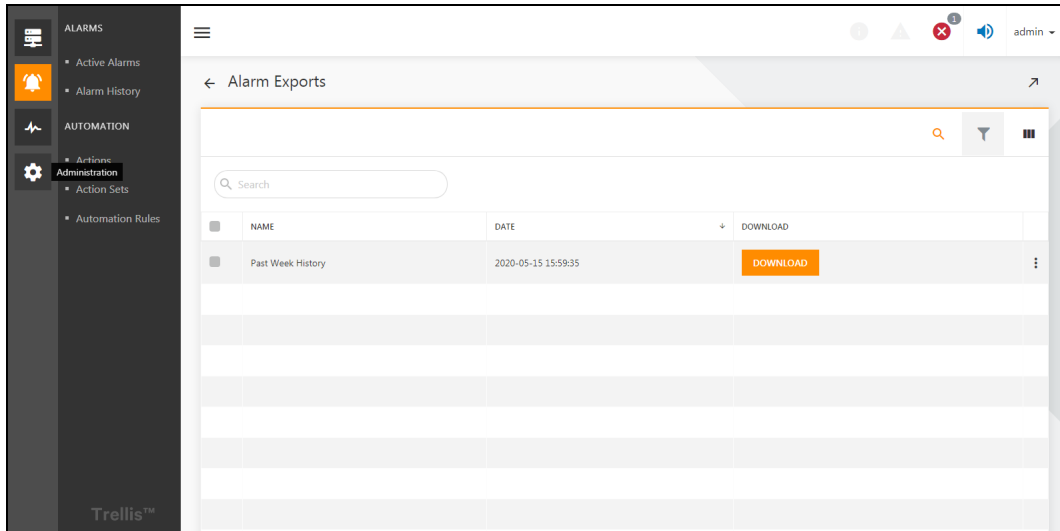 ALARMS
Active Alarms
Alarm History
AUTOMATION
Actions
Administration
Action Sets
Automation Rules
Trellis™
1
admin
Alarm Exports
Search
NAME DATE DOWNLOAD
Past Week History 2020-05-15 15:59:35 DOWNLOAD